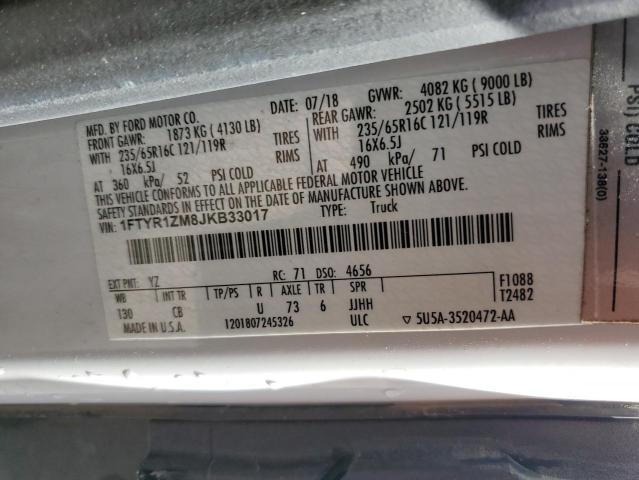 MFD. BY FORD MOTOR CO.
DATE: 07/18 GVWR: 4082 KG ( 9000 LB)
FRONT GAWR: 1873 KG ( 4130 LB)
REAR GAWR: 2502 KG ( 5515 LB)
WITH 235/65R16C 121/119R TIRES
WITH 235/65R16C 121/119R TIRES
16X6.5J RIMS
16X6.5J RIMS
AT 360 kPa/ 52 PSI COLD
AT 490 kPa/ 71 PSI COLD
THIS VEHICLE CONFORMS TO ALL APPLICABLE FEDERAL MOTOR VEHICLE
SAFETY STANDARDS IN EFFECT ON THE DATE OF MANUFACTURE SHOWN ABOVE.
VIN: 1FTYR1ZM8JKB33017
TYPE: Truck
EXT PNT: YZ RC: 71 DSO: 4656
WB INT TR TP/PS R AXLE TR SPR
130 CB U 73 6 JJHH
F1088
T2482
MADE IN U.S.A. 1201807245326 ULC ▽ 5U5A-3520472-AA
PSI) COLD
38627-138(0)